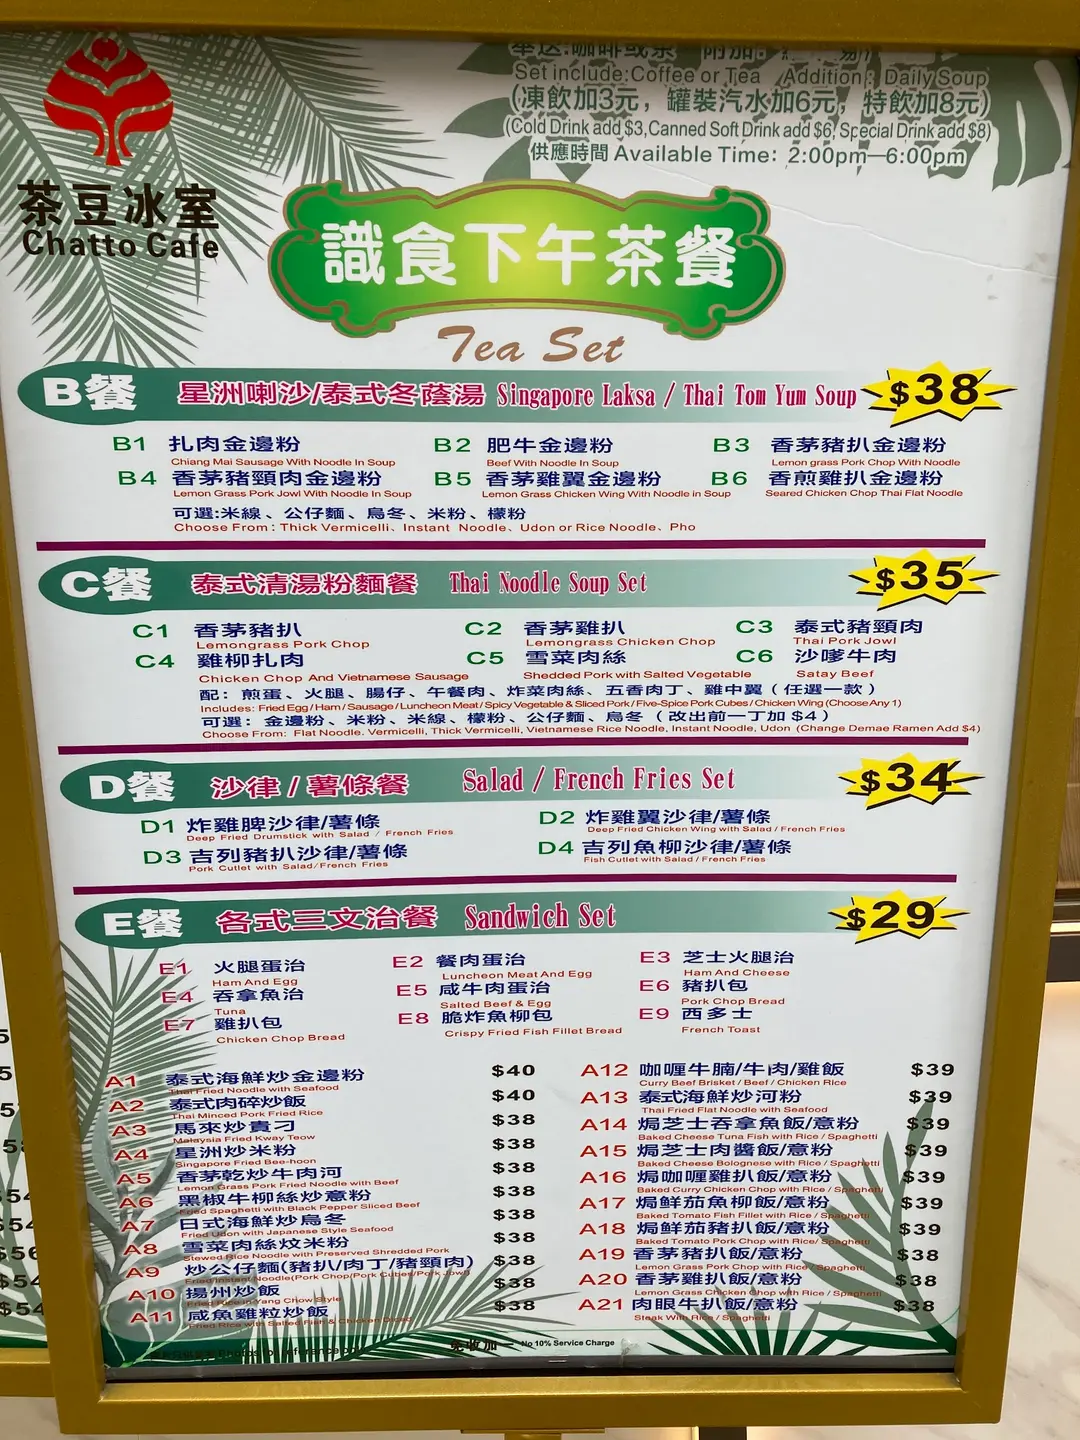 茶豆冰室
Chatto Cafe
Set include:Coffee or Tea Addition: Daily Soup
(凍飲加3元，罐裝汽水加6元，特飲加8元)
(Cold Drink add $3,Canned Soft Drink add $6, Special Drink add $8)
供應時間 Available Time: 2:00pm—6:00pm
識食下午茶餐
Tea Set
B餐 星洲喇沙/泰式冬蔭湯 Singapore Laksa / Thai Tom Yum Soup $38
B1 扎肉金邊粉 B2 肥牛金邊粉 B3 香茅豬扒金邊粉
Chiang Mai Sausage With Noodle In Soup Beef With Noodle In Soup Lemon grass Pork Chop With Noodle
B4 香茅豬頸肉金邊粉 B5 香茅雞翼金邊粉 B6 香煎雞扒金邊粉
Lemon Grass Pork Jowl With Noodle In Soup Lemon Grass Chicken Wing With Noodle in Soup Seared Chicken Chop Thai Flat Noodle
可選:米線、公仔麵、烏冬、米粉、檬粉
Choose From : Thick Vermicelli、Instant Noodle、Udon or Rice Noodle、Pho
C餐 泰式清湯粉麵餐 Thai Noodle Soup Set $35
C1 香茅豬扒 C2 香茅雞扒 C3 泰式豬頸肉
Lemongrass Pork Chop Lemongrass Chicken Chop Thai Pork Jowl
C4 雞柳扎肉 C5 雪菜肉絲 C6 沙嗲牛肉
Chicken Chop And Vietnamese Sausage Shedded Pork with Salted Vegetable Satay Beef
配：煎蛋、火腿、腸仔、午餐肉、炸菜肉絲、五香肉丁、雞中翼（任選一款）
Includes: Fried Egg / Ham / Sausage / Luncheon Meat / Spicy Vegetable & Sliced Pork / Five-Spice Pork Cubes / Chicken Wing (Choose Any 1)
可選：金邊粉、米粉、米線、檬粉、公仔麵、烏冬（改出前一丁加 $4）
Choose From: Flat Noodle. Vermicelli, Thick Vermicelli, Vietnamese Rice Noodle, Instant Noodle, Udon (Change Demae Ramen Add $4)
D餐 沙律 / 薯條餐 Salad / French Fries Set $34
D1 炸雞脾沙律/薯條 D2 炸雞翼沙律/薯條
Deep Fried Drumstick with Salad / French Fries Deep Fried Chicken Wing with Salad / French Fries
D3 吉列豬扒沙律/薯條 D4 吉列魚柳沙律/薯條
Pork Cutlet with Salad/French Fries Fish Cutlet with Salad / French Fries
E餐 各式三文治餐 Sandwich Set $29
E1 火腿蛋治 E2 餐肉蛋治 E3 芝士火腿治
Ham And Egg Luncheon Meat And Egg Ham And Cheese
E4 吞拿魚治 E5 咸牛肉蛋治 E6 豬扒包
Tuna Salted Beef & Egg Pork Chop Bread
E7 雞扒包 E8 脆炸魚柳包 E9 西多士
Chicken Chop Bread Crispy Fried Fish Fillet Bread French Toast
A1 泰式海鮮炒金邊粉 $40
Thai Fried Noodle with Seafood
A2 泰式肉碎炒飯 $40
Thai Minced Pork Fried Rice
A3 馬來炒貴刁 $38
Malaysia Fried Kway Teow
A4 星洲炒米粉 $38
Singapore Fried Bee-hoon
A5 香茅乾炒牛肉河 $38
Lemon Grass Pork Fried Noodle with Beef
A6 黑椒牛柳絲炒意粉 $38
Fried Spaghetti with Black Pepper Sliced Beef
A7 日式海鮮炒烏冬 $38
Fried Udon with Japanese Style Seafood
A8 雪菜肉絲炆米粉 $38
Stewed Rice Noodle with Preserved Shredded Pork
A9 炒公仔麵(豬扒/肉丁/豬頸肉) $38
Fried Instant Noodle(Pork Chop/Pork Cubes/Pork Jowl)
A10 揚州炒飯 $38
Fried Rice in Yang Chow Style
A11 咸魚雞粒炒飯 $38
Fried Rice with Salted Fish & Chicken
A12 咖喱牛腩/牛肉/雞飯 $39
Curry Beef Brisket / Beef / Chicken Rice
A13 泰式海鮮炒河粉 $39
Thai Fried Flat Noodle with Seafood
A14 焗芝士吞拿魚飯/意粉 $39
Baked Cheese Tuna Fish with Rice / Spaghetti
A15 焗芝士肉醬飯/意粉 $39
Baked Cheese Bolognese with Rice / Spaghetti
A16 焗咖喱雞扒飯/意粉 $39
Baked Curry Chicken Chop with Rice / Spaghetti
A17 焗鮮茄魚柳飯/意粉 $39
Baked Tomato Fish Fillet with Rice / Spaghetti
A18 焗鮮茄豬扒飯/意粉 $39
Baked Tomato Pork Chop with Rice/ Spaghetti
A19 香茅豬扒飯/意粉 $38
Lemon Grass Pork Chop with Rice / Spaghetti
A20 香茅雞扒飯/意粉 $38
Lemon Grass Chicken Chop with Rice / Spaghetti
A21 肉眼牛扒飯/意粉 $38
Steak With Rice / Spaghetti
免收加一 No 10% Service Charge